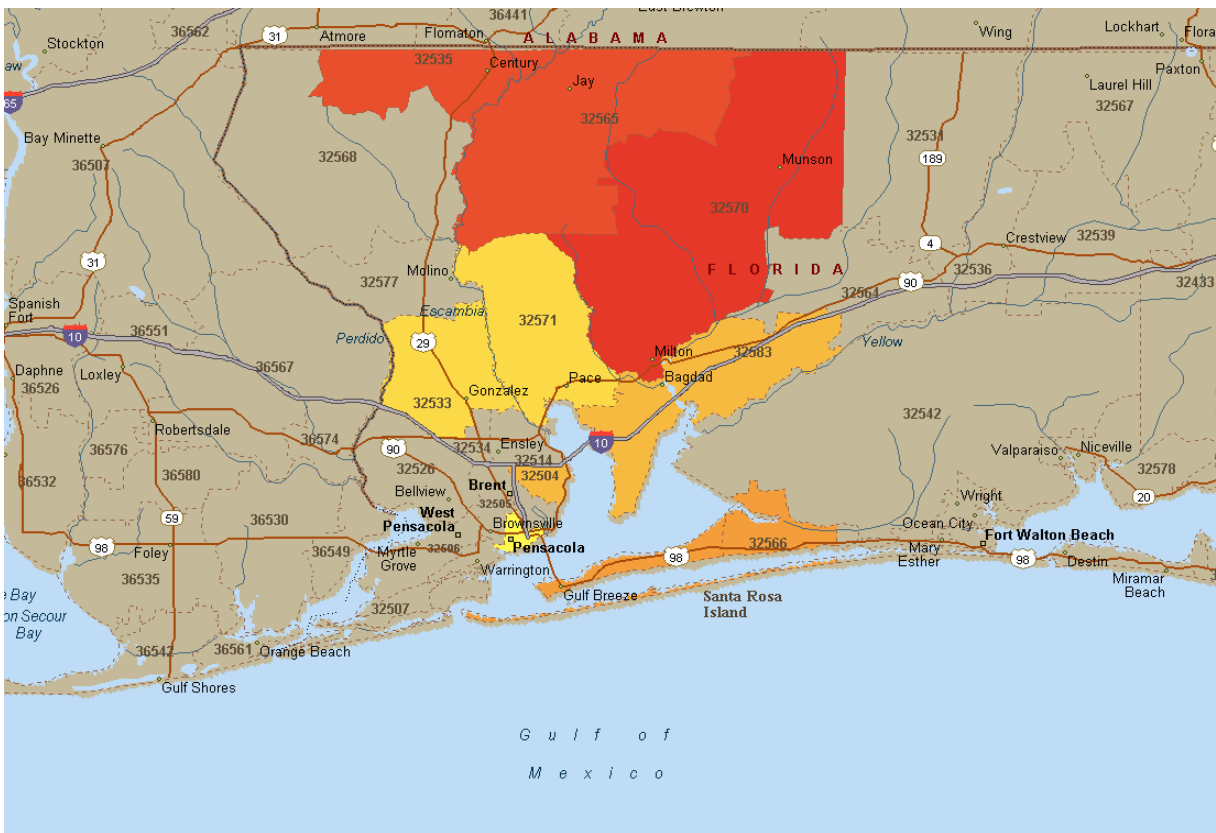 36441
East Brewton
36562
Stockton
31
Atmore
Flomaton
ALABAMA
Wing
Lockhart
Flora
Paxton
aw
32535
Century
Jay
Laurel Hill
32567
65
32565
32531
Bay Minette
36507
32568
Munson
189
32570
32539
Crestview
4
31
Molino
FLORIDA
90
32536
32577
32564
32433
Spanish
Fort
Escambia
32571
10
36551
Perdido
29
Yellow
36567
Milton
32583
Daphne
36526
Loxley
Pace
Bagdad
Gonzalez
32533
32542
Robertsdale
36574
90
32534
Ensley
10
36576
32514
Niceville
Valparaiso
32526
32504
36580
32578
36532
Brent
Bellview
32505
20
Wright
West
Pensacola
59
36530
Brownsville
Ocean City
98
Foley
36549
Myrtle
Grove
32506
Pensacola
98
32566
Mary
Esther
Fort Walton Beach
98
Destin
Warrington
Miramar
Beach
36535
Gulf Breeze
e Bay
on Secour
Bay
32507
Santa Rosa
Island
36542
36561
Orange Beach
Gulf Shores
Gulf of
Mexico